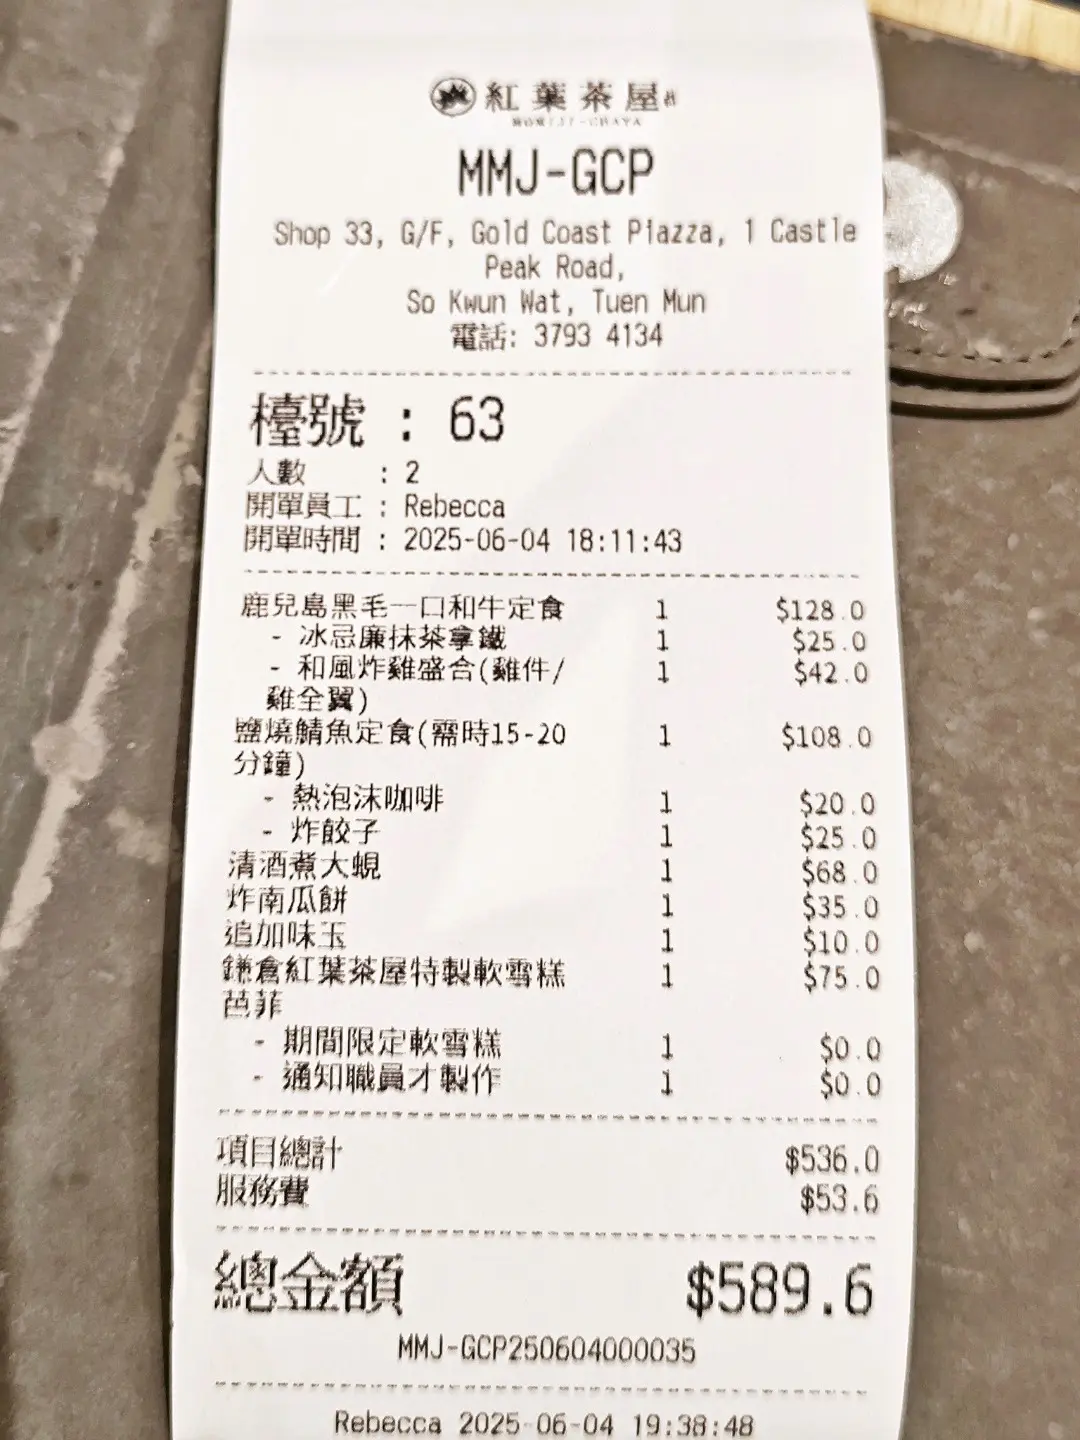 紅葉茶屋
MMJ-GCP
Shop 33, G/F, Gold Coast Piazza, 1 Castle
Peak Road,
So Kwun Wat, Tuen Mun
電話: 3793 4134
檯號 : 63
人數 : 2
開單員工 : Rebecca
開單時間 : 2025-06-04 18:11:43
鹿兒島黑毛一口和牛定食 1 $128.0
- 冰忌廉抹茶拿鐵 1 $25.0
- 和風炸雞盛合(雞件/ 1 $42.0
雞全翼)
鹽燒鯖魚定食(需時15-20 1 $108.0
分鐘)
- 熱泡沫咖啡 1 $20.0
- 炸餃子 1 $25.0
清酒煮大蜆 1 $68.0
炸南瓜餅 1 $35.0
追加味玉 1 $10.0
鎌倉紅葉茶屋特製軟雪糕 1 $75.0
芭菲
- 期間限定軟雪糕 1 $0.0
- 通知職員才製作 1 $0.0
項目總計 $536.0
服務費 $53.6
總金額 $589.6
MMJ-GCP250604000035
Rebecca 2025-06-04 19:38:48